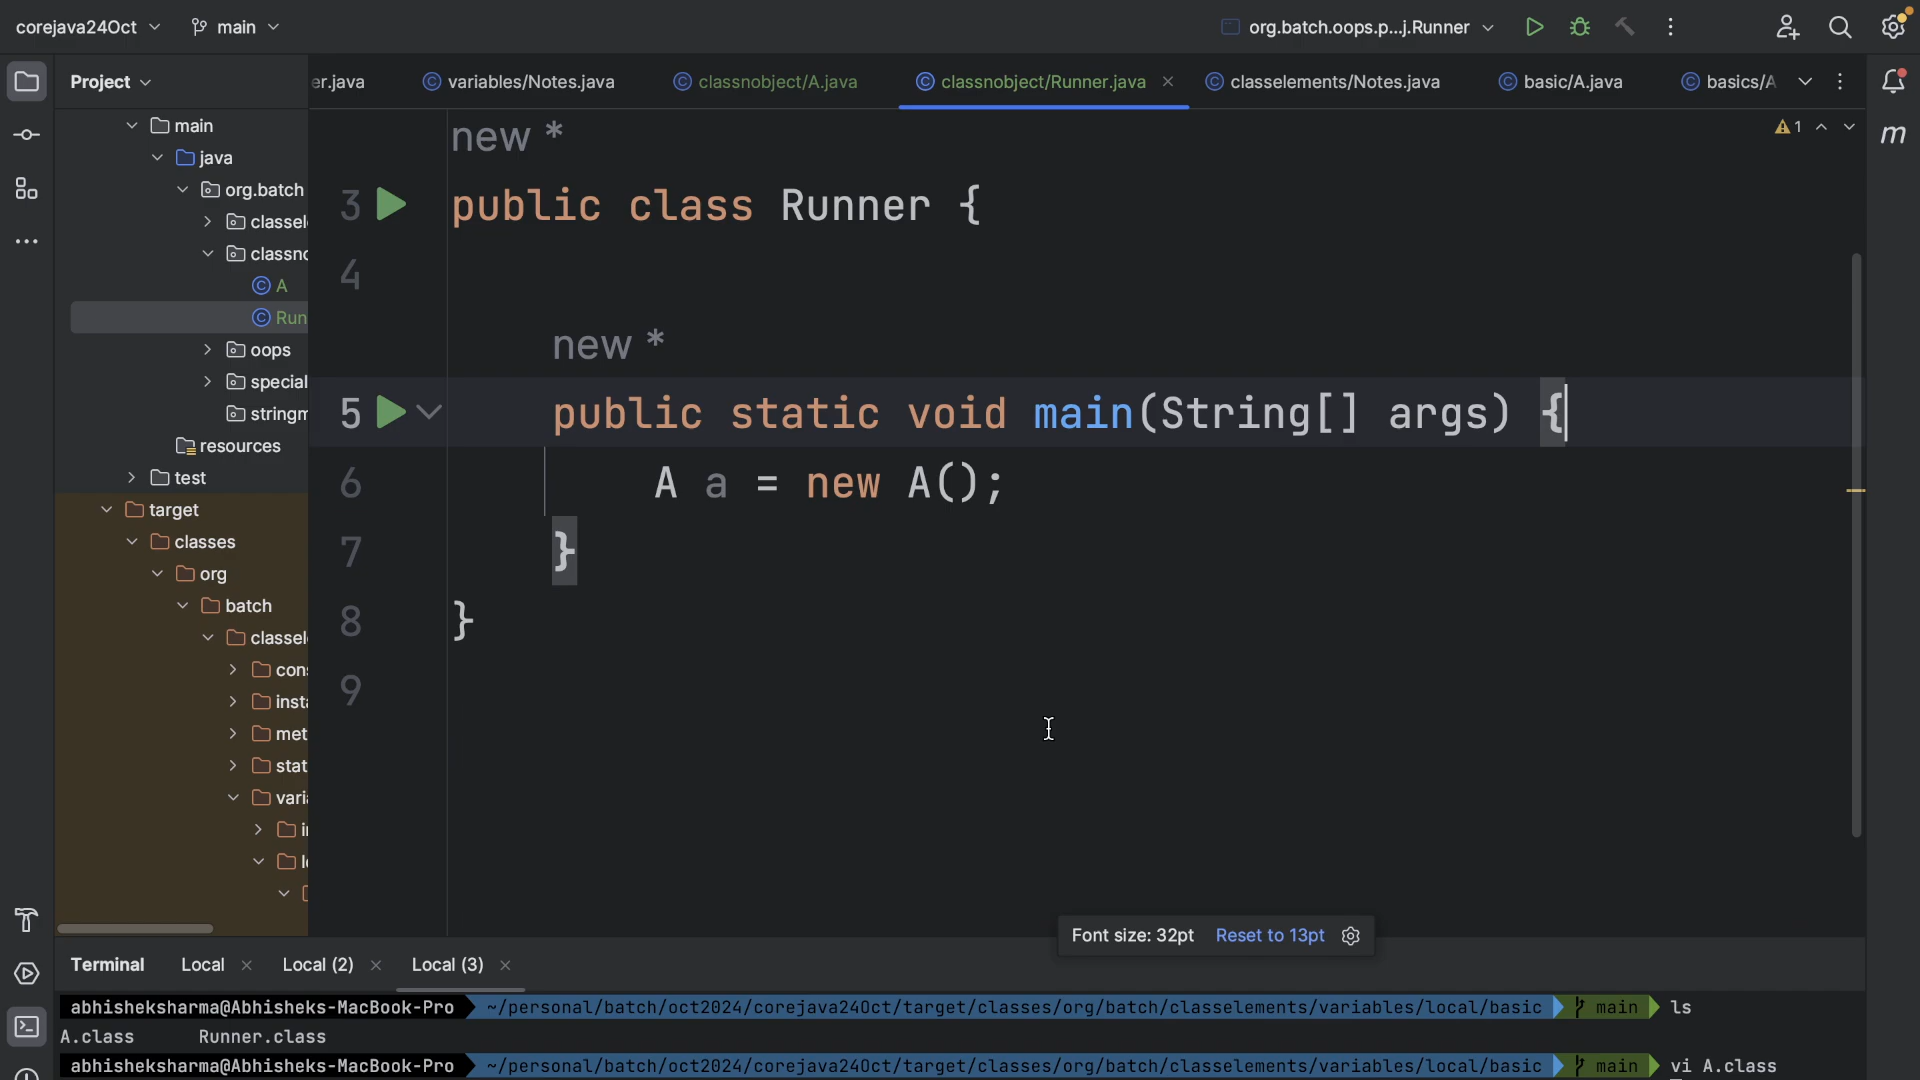 corejava24Oct
main
org.batch.oops.p...j.Runner
Project
er.java
variables/Notes.java
classnobject/A.java
classnobject/Runner.java
classelements/Notes.java
basic/A.java
basics/A
main
java
org.batch
classel
classno
A
Run
oops
special
stringm
resources
test
target
classes
org
batch
classel
cons
insta
met
stat
varia
new *
3 public class Runner {
4
new *
5 public static void main(String[] args) {
6 A a = new A();
7 }
8 }
9
1
m
Font size: 32pt Reset to 13pt
Terminal Local Local (2) Local (3)
abhisheksharma@Abhisheks-MacBook-Pro ~/personal/batch/oct2024/corejava24Oct/target/classes/org/batch/classelements/variables/local/basic main ls
A.class Runner.class
abhisheksharma@Abhisheks-MacBook-Pro ~/personal/batch/oct2024/corejava24Oct/target/classes/org/batch/classelements/variables/local/basic main vi A.class